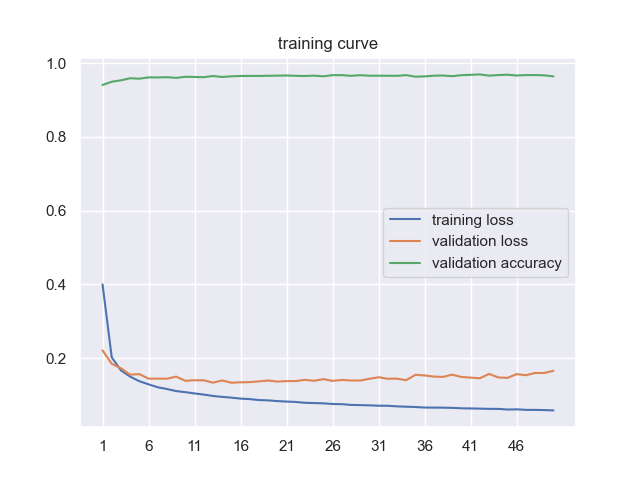 training curve
1.0
0.8
0.6
0.4
0.2
training loss
validation loss
validation accuracy
1 6 11 16 21 26 31 36 41 46